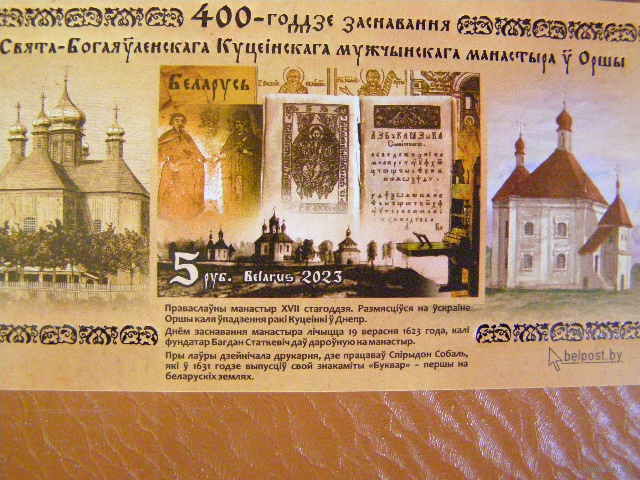 400-годдзе заснавання
Свята-Богаяўленскага Куцеінскага мужчынскага манастыра ў Оршы
Беларусь
5 руб. Belarus 2023
Праваслаўны манастыр XVII стагоддзя. Размясціўся на ўскраіне
Оршы каля ўпадзення ракі Куцеінкі ў Днепр.
Днём заснавання манастыра лічыцца 19 верасня 1623 года, калі
фундатар Багдан Статкевіч даў дароўную на манастыр.
Пры лаўры дзейнічала друкарня, дзе працаваў Спірыдон Собаль,
які ў 1631 годзе выпусціў свой знакаміты «Буквар» – першы на
беларускіх землях.
belpost.by